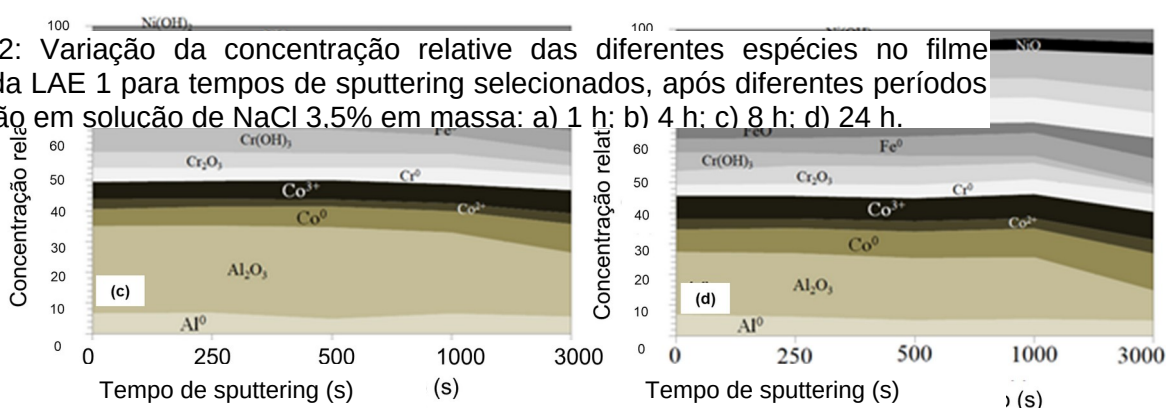 100
Ni(OH)₂
100
2: Variação da concentração relative das diferentes espécies no filme
da LAE 1 para tempos de sputtering selecionados, após diferentes períodos
ão em solução de NaCl 3,5% em massa: a) 1 h; b) 4 h; c) 8 h; d) 24 h.
NiO
Concentração rela
60
50
40
30
20
10
0
Cr(OH)₃
Cr₂O₃
Cr⁰
Co³⁺
Co²⁺
Co⁰
Al₂O₃
(c)
Al⁰
0 250 500 1000 3000
Tempo de sputtering (s) (s)
Concentração relat
60
50
40
30
20
10
0
FeO
Fe⁰
Cr(OH)₃
Cr₂O₃
Cr⁰
Co³⁺
Co²⁺
Co⁰
Al₂O₃
(d)
Al⁰
0 250 500 1000 3000
Tempo de sputtering (s) (s)